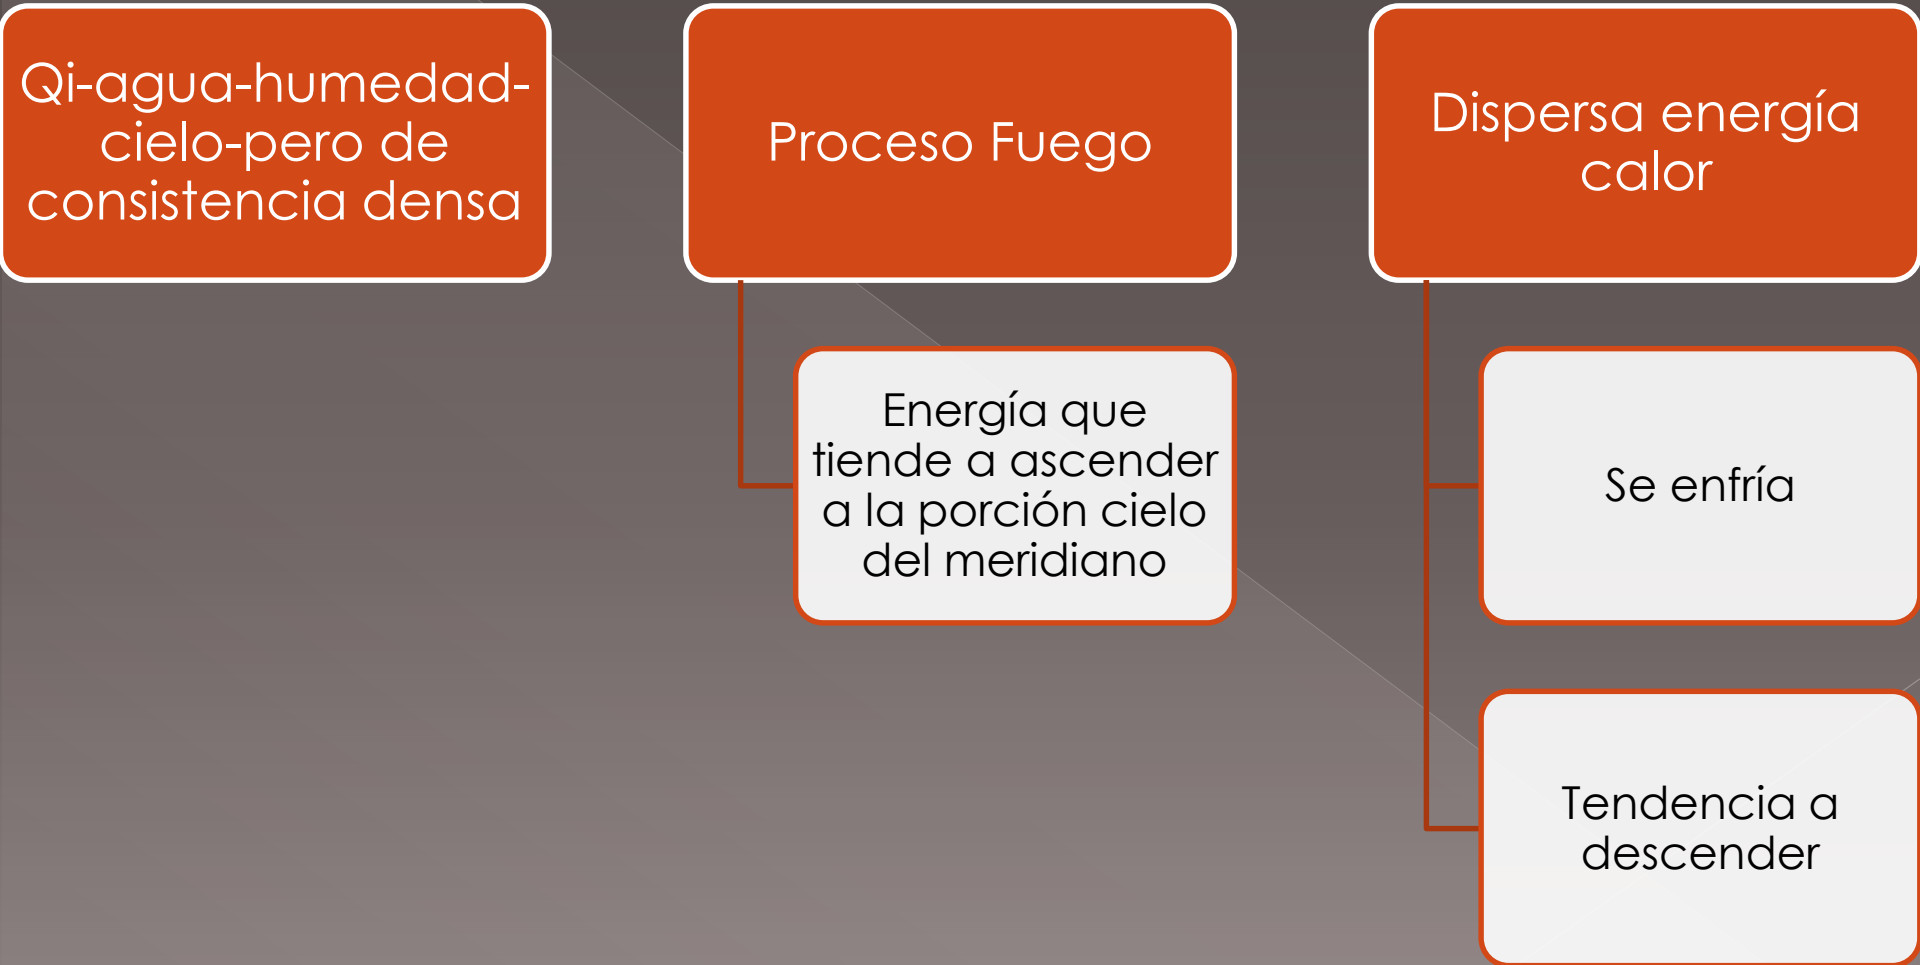 Qi-agua-humedad-
cielo-pero de
consistencia densa
Proceso Fuego
Energía que
tiende a ascender
a la porción cielo
del meridiano
Dispersa energía
calor
Se enfría
Tendencia a
descender